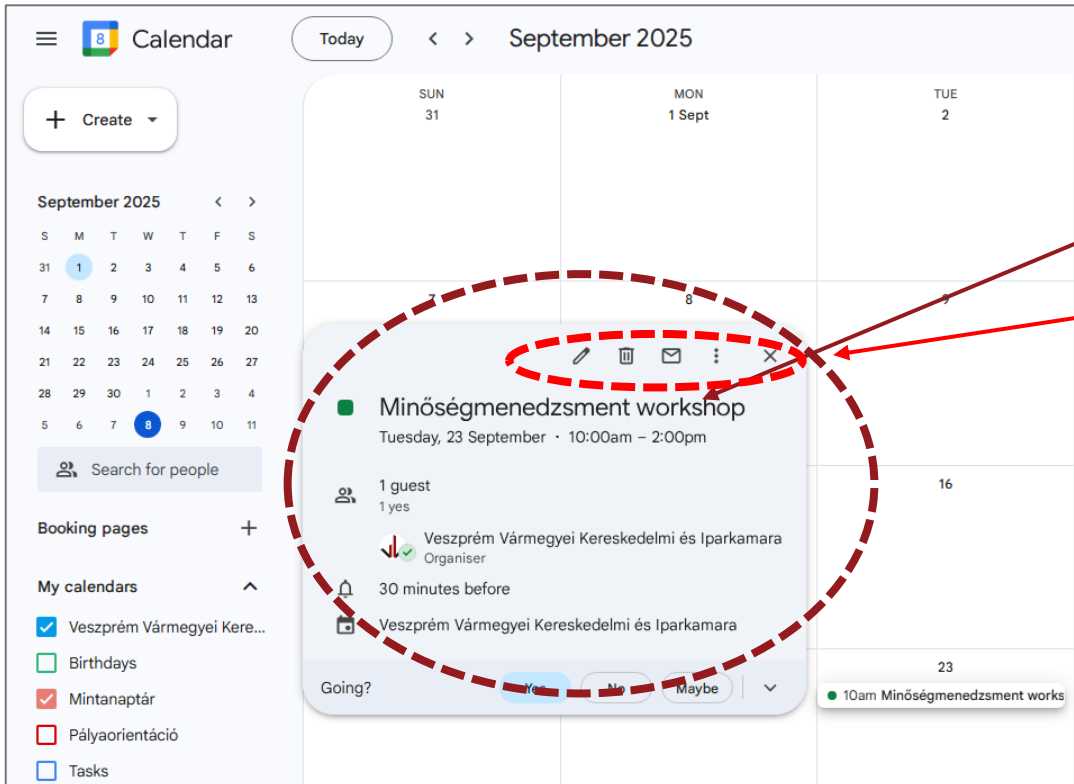 8 Calendar Today September 2025
SUN MON TUE
31 1 Sept 2
Create
September 2025
S M T W T F S
31 1 2 3 4 5 6
7 8 9 10 11 12 13
14 15 16 17 18 19 20
21 22 23 24 25 26 27
28 29 30 1 2 3 4
5 6 7 8 9 10 11
Search for people
Booking pages
My calendars
Veszprém Vármegyei Kere...
Birthdays
Mintanaptár
Pályaorientáció
Tasks
7 8 9
Minőségmenedzsment workshop
Tuesday, 23 September · 10:00am – 2:00pm
1 guest
1 yes
Veszprém Vármegyei Kereskedelmi és Iparkamara
Organiser
30 minutes before
Veszprém Vármegyei Kereskedelmi és Iparkamara
Going? Yes No Maybe
16
23
10am Minőségmenedzsment works